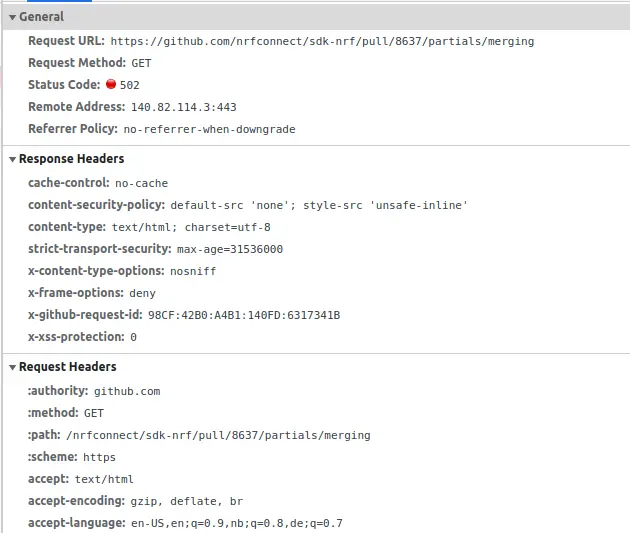 General
Request URL: https://github.com/nrfconnect/sdk-nrf/pull/8637/partials/merging
Request Method: GET
Status Code: 502
Remote Address: 140.82.114.3:443
Referrer Policy: no-referrer-when-downgrade
Response Headers
cache-control: no-cache
content-security-policy: default-src 'none'; style-src 'unsafe-inline'
content-type: text/html; charset=utf-8
strict-transport-security: max-age=31536000
x-content-type-options: nosniff
x-frame-options: deny
x-github-request-id: 98CF:42B0:A4B1:140FD:6317341B
x-xss-protection: 0
Request Headers
:authority: github.com
:method: GET
:path: /nrfconnect/sdk-nrf/pull/8637/partials/merging
:scheme: https
accept: text/html
accept-encoding: gzip, deflate, br
accept-language: en-US,en;q=0.9,nb;q=0.8,de;q=0.7